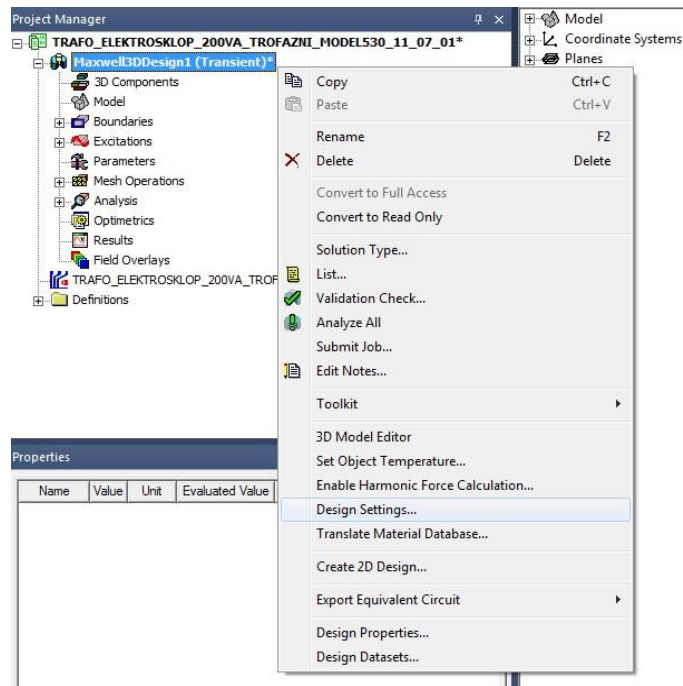 Project Manager
TRAFO_ELEKTROSKLOP_200VA_TROFAZNI_MODEL530_11_07_01*
Maxwell3DDesign1 (Transient)*
3D Components
Model
Boundaries
Excitations
Parameters
Mesh Operations
Analysis
Optimetrics
Results
Field Overlays
TRAFO_ELEKTROSKLOP_200VA_TROF
Definitions
Model
Coordinate Systems
Planes
Copy Ctrl+C
Paste Ctrl+V
Rename F2
Delete Delete
Convert to Full Access
Convert to Read Only
Solution Type...
List...
Validation Check...
Analyze All
Submit Job...
Edit Notes...
Toolkit
3D Model Editor
Set Object Temperature...
Enable Harmonic Force Calculation...
Design Settings...
Translate Material Database...
Create 2D Design...
Export Equivalent Circuit
Design Properties...
Design Datasets...
Properties
Name Value Unit Evaluated Value